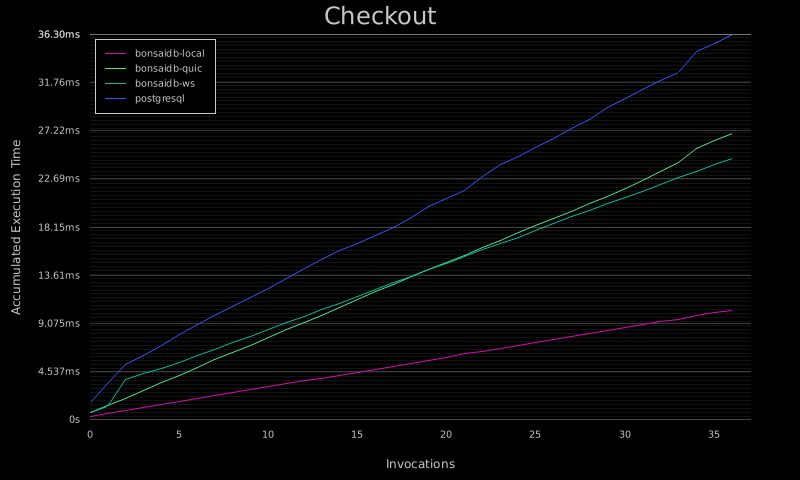 Checkout
36.30ms
31.76ms
27.22ms
22.69ms
18.15ms
13.61ms
9.075ms
4.537ms
0s
Accumulated Execution Time
bonsaidb-local
bonsaidb-quic
bonsaidb-ws
postgresql
0 5 10 15 20 25 30 35
Invocations